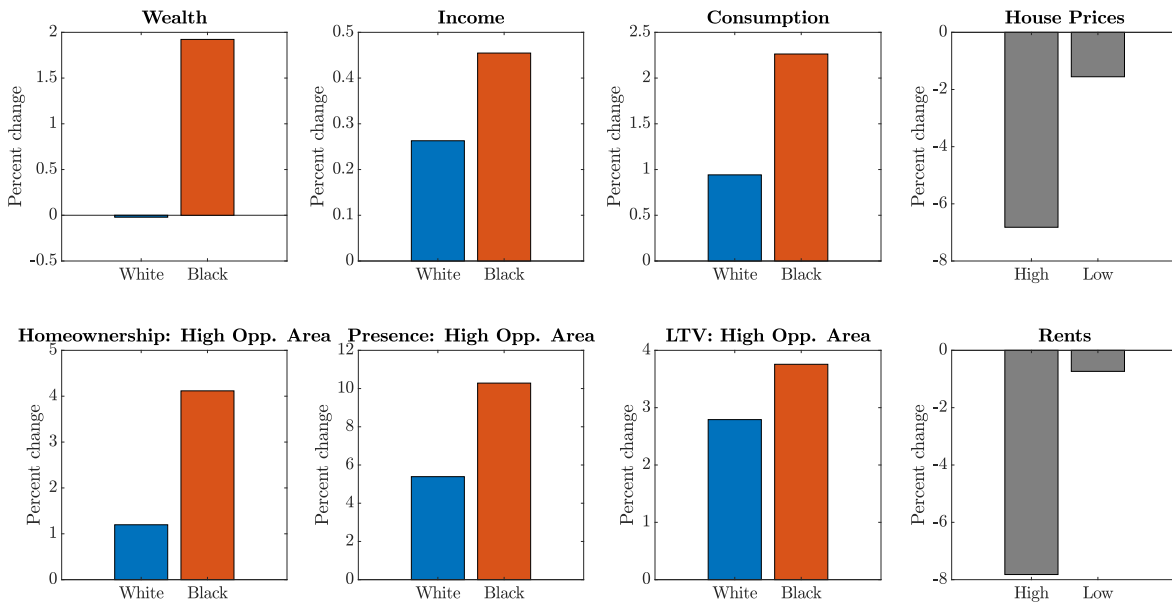 Wealth
Percent change
2
1.5
1
0.5
0
-0.5
White Black
Income
Percent change
0.5
0.4
0.3
0.2
0.1
0
White Black
Consumption
Percent change
2.5
2
1.5
1
0.5
0
White Black
House Prices
Percent change
0
-2
-4
-6
-8
High Low
Homeownership: High Opp. Area
Percent change
5
4
3
2
1
0
White Black
Presence: High Opp. Area
Percent change
12
10
8
6
4
2
0
White Black
LTV: High Opp. Area
Percent change
4
3
2
1
0
White Black
Rents
Percent change
0
-2
-4
-6
-8
High Low